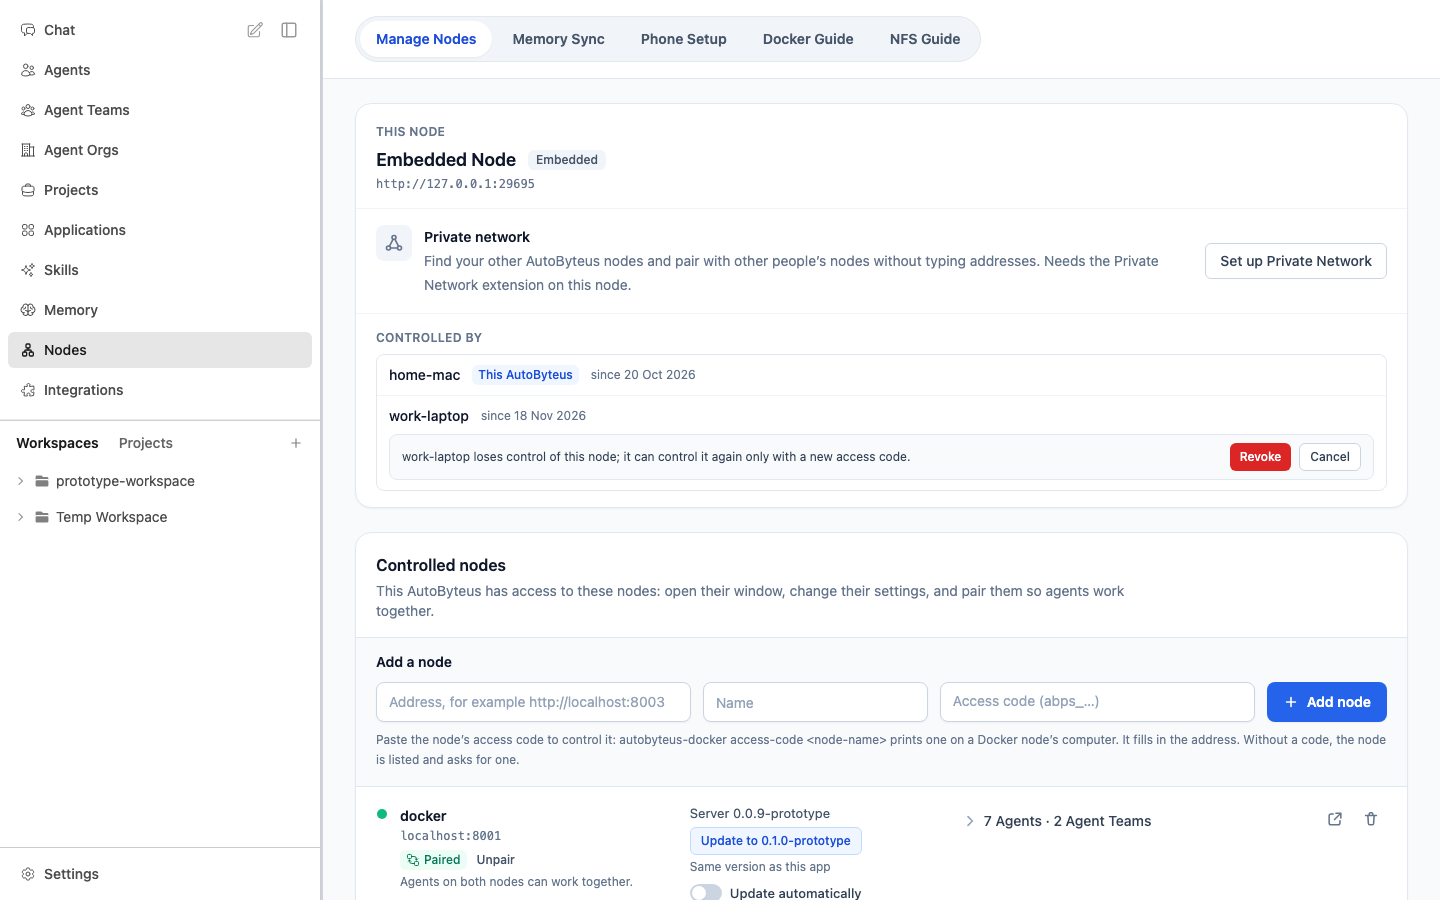 Chat
Agents
Agent Teams
Agent Orgs
Projects
Applications
Skills
Memory
Nodes
Integrations
Workspaces Projects
prototype-workspace
Temp Workspace
Settings
Manage Nodes Memory Sync Phone Setup Docker Guide NFS Guide
THIS NODE
Embedded Node Embedded
http://127.0.0.1:29695
Private network
Find your other AutoByteus nodes and pair with other people’s nodes without typing addresses. Needs the Private
Network extension on this node.
Set up Private Network
CONTROLLED BY
home-mac This AutoByteus since 20 Oct 2026
work-laptop since 18 Nov 2026
work-laptop loses control of this node; it can control it again only with a new access code.
Revoke Cancel
Controlled nodes
This AutoByteus has access to these nodes: open their window, change their settings, and pair them so agents work
together.
Add a node
Address, for example http://localhost:8003 Name Access code (abps_…) Add node
Paste the node’s access code to control it: autobyteus-docker access-code <node-name> prints one on a Docker node’s computer. It fills in the address. Without a code, the node
is listed and asks for one.
docker
localhost:8001
Paired Unpair
Agents on both nodes can work together.
Server 0.0.9-prototype
Update to 0.1.0-prototype
Same version as this app
Update automatically
7 Agents · 2 Agent Teams